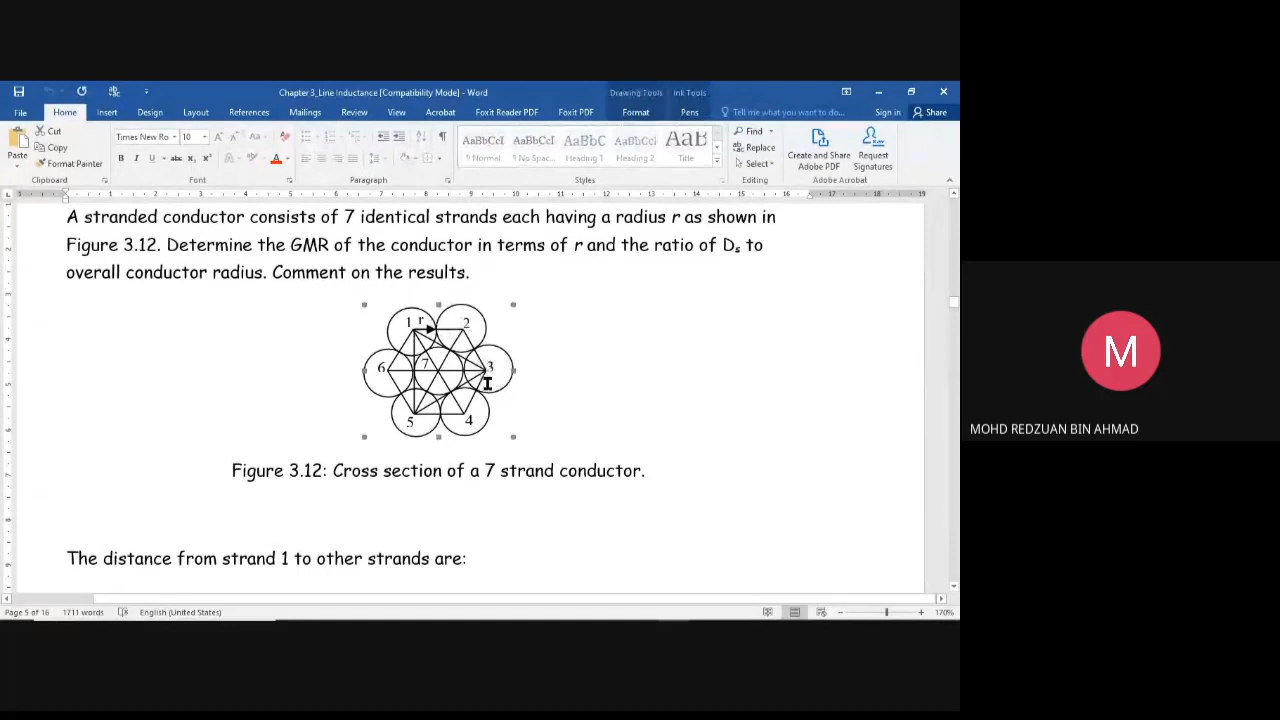 Chapter 3_Line Inductance [Compatibility Mode] - Word
Drawing Tools
Ink Tools
File
Home
Insert
Design
Layout
References
Mailings
Review
View
Foxit Reader PDF
Foxit PDF
Format
Pens
Tell me what you want to do...
Sign in
Share
Paste
Cut
Copy
Format Painter
Times New Ro
10
AaBbCcI
AaBbCcI
AaBbC
AaBbCcI
AaB
¶ Normal
¶ No Spac...
Heading 1
Heading 2
Title
Find
Replace
Select
Create and Share
Adobe PDF
Request
Signatures
Clipboard
Font
Paragraph
Styles
Editing
Adobe Acrobat
A stranded conductor consists of 7 identical strands each having a radius r as shown in
Figure 3.12. Determine the GMR of the conductor in terms of r and the ratio of Ds to
overall conductor radius. Comment on the results.
1 r 2
6 7 3
5 4
Figure 3.12: Cross section of a 7 strand conductor.
The distance from strand 1 to other strands are:
Page 5 of 16
1711 words
English (United States)
170%
M
MOHD REDZUAN BIN AHMAD